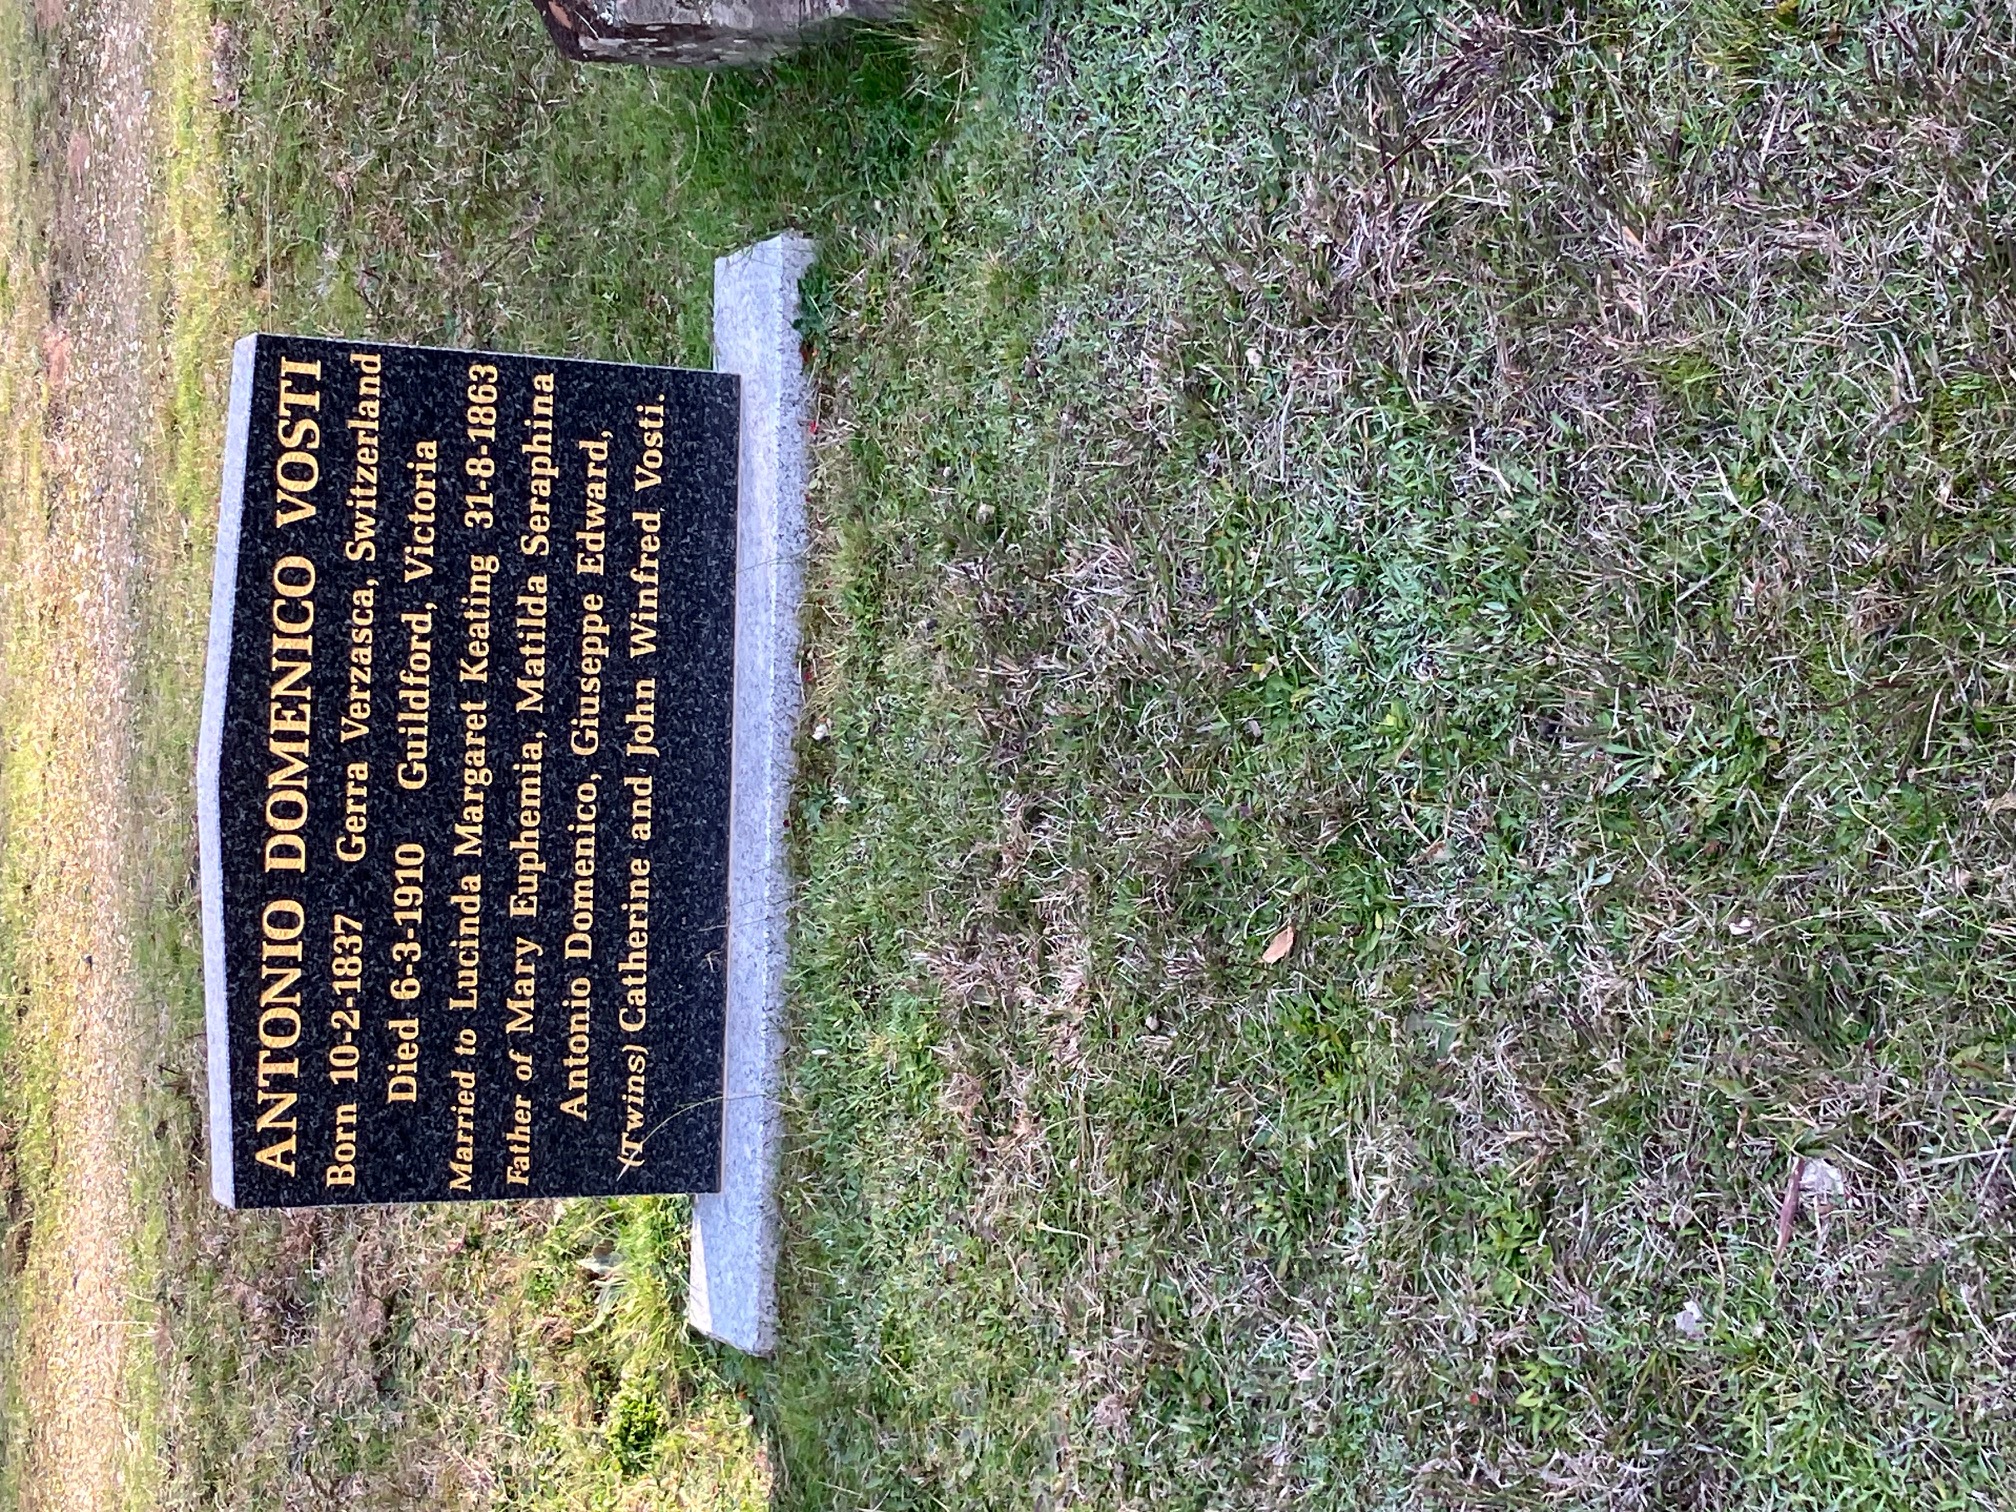 ANTONIO DOMENICO VOSTI
Born 10-2-1837 Gerra Verzasca, Switzerland
Died 6-3-1910 Guildford, Victoria
Married to Lucinda Margaret Keating 31-8-1863
Father of Mary Euphemia, Matilda Seraphina
Antonio Domenico, Giuseppe Edward,
(Twins) Catherine and John Winfred Vosti.